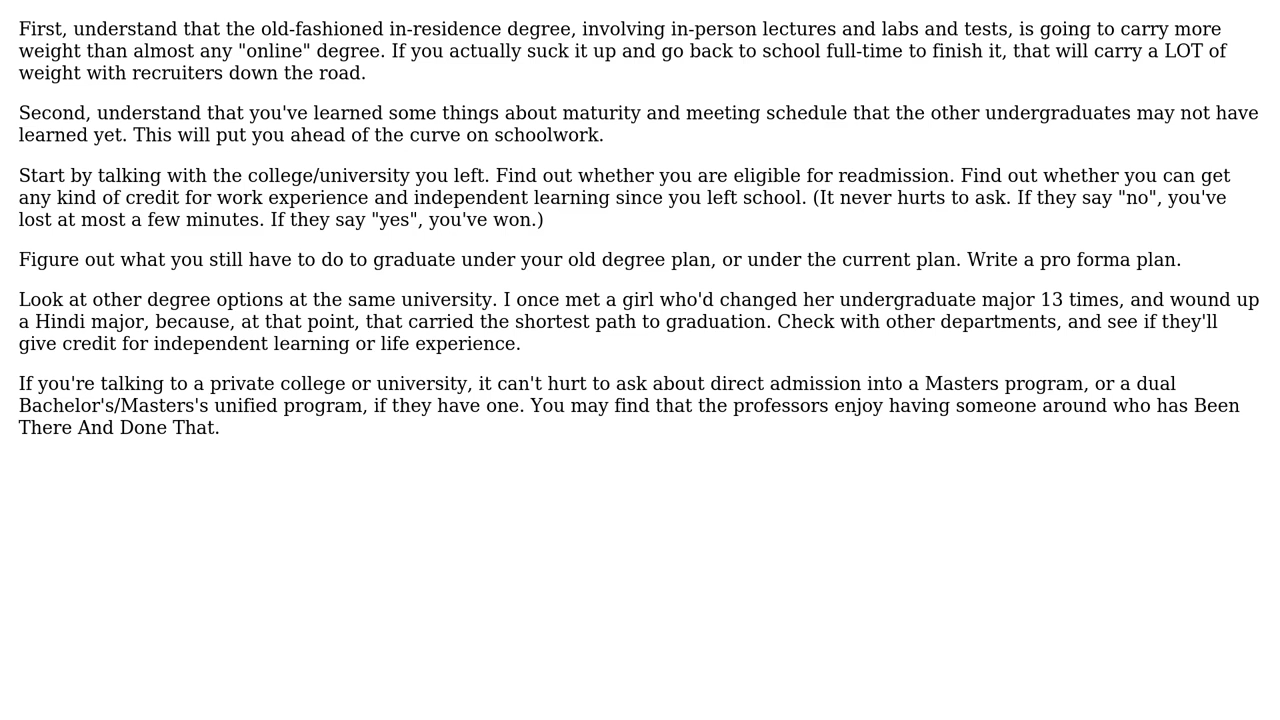 First, understand that the old-fashioned in-residence degree, involving in-person lectures and labs and tests, is going to carry more
weight than almost any "online" degree. If you actually suck it up and go back to school full-time to finish it, that will carry a LOT of
weight with recruiters down the road.
Second, understand that you've learned some things about maturity and meeting schedule that the other undergraduates may not have
learned yet. This will put you ahead of the curve on schoolwork.
Start by talking with the college/university you left. Find out whether you are eligible for readmission. Find out whether you can get
any kind of credit for work experience and independent learning since you left school. (It never hurts to ask. If they say "no", you've
lost at most a few minutes. If they say "yes", you've won.)
Figure out what you still have to do to graduate under your old degree plan, or under the current plan. Write a pro forma plan.
Look at other degree options at the same university. I once met a girl who'd changed her undergraduate major 13 times, and wound up
a Hindi major, because, at that point, that carried the shortest path to graduation. Check with other departments, and see if they'll
give credit for independent learning or life experience.
If you're talking to a private college or university, it can't hurt to ask about direct admission into a Masters program, or a dual
Bachelor's/Masters's unified program, if they have one. You may find that the professors enjoy having someone around who has Been
There And Done That.